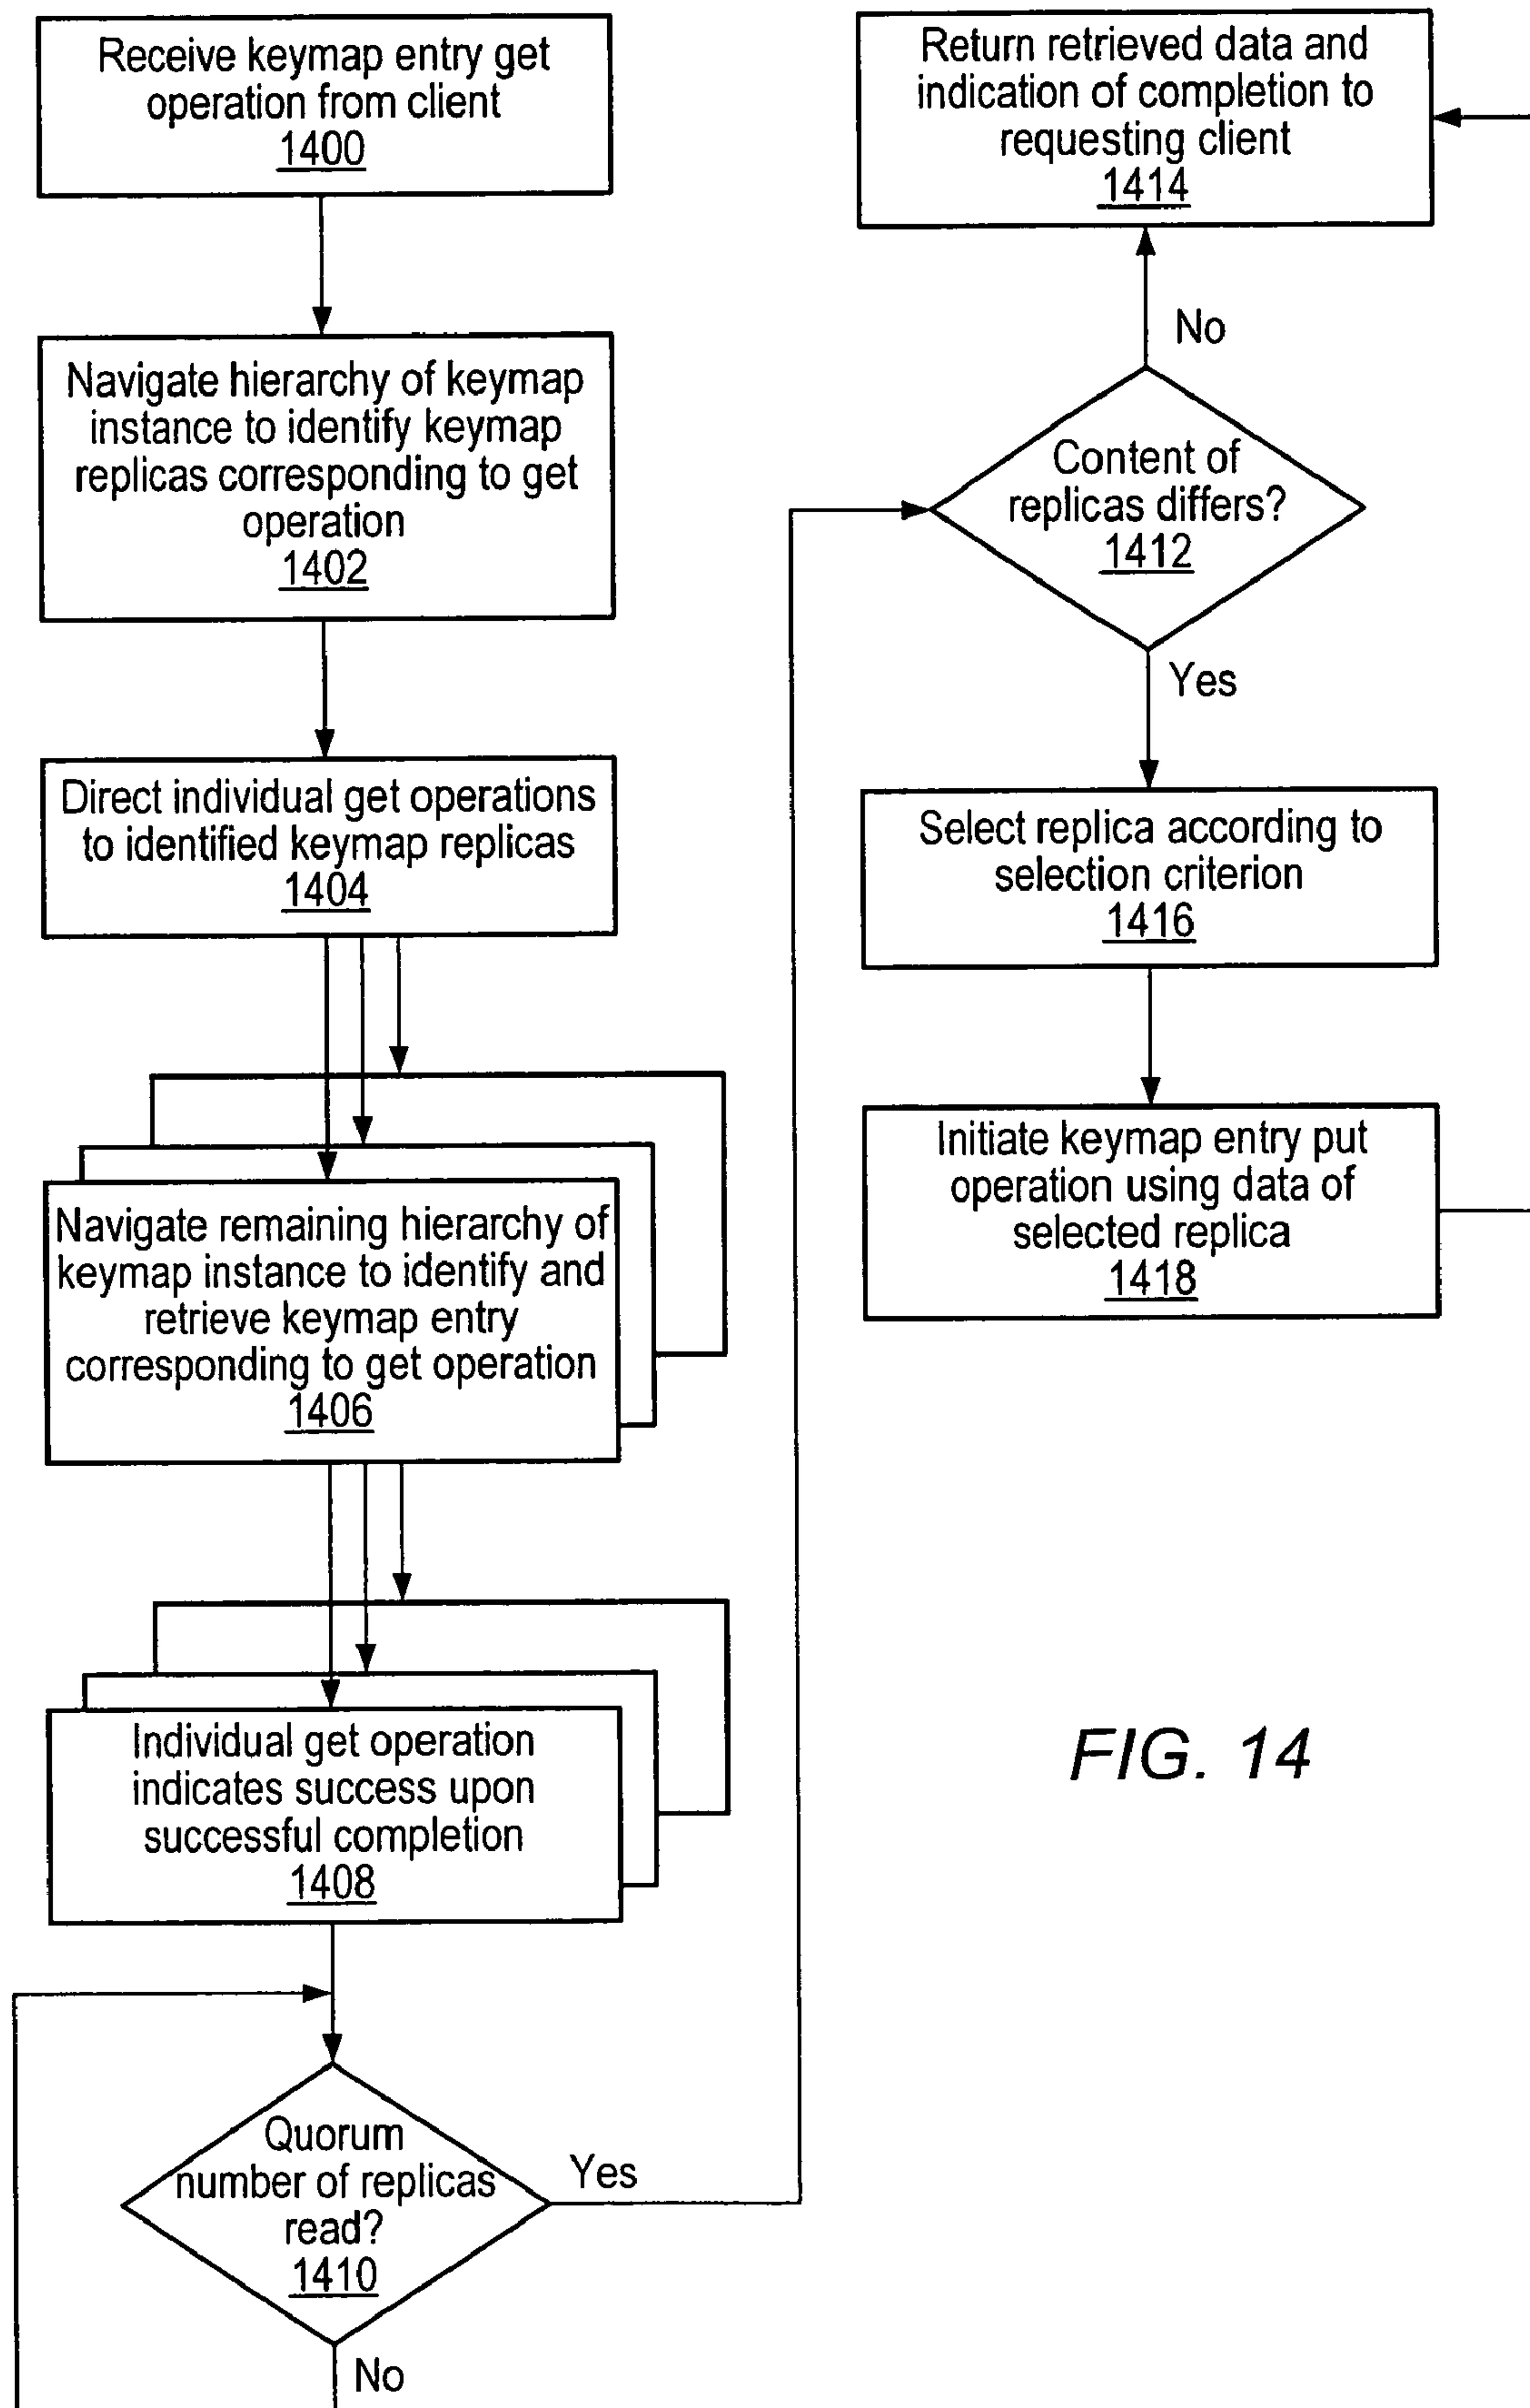 Receive keymap entry get
operation from client
1400
Navigate hierarchy of keymap
instance to identify keymap
replicas corresponding to get
operation
1402
Direct individual get operations
to identified keymap replicas
1404
Navigate remaining hierarchy of
keymap instance to identify and
retrieve keymap entry
corresponding to get operation
1406
Individual get operation
indicates success upon
successful completion
1408
Quorum
number of replicas
read?
1410
Yes
No
Return retrieved data and
indication of completion to
requesting client
1414
No
Content of
replicas differs?
1412
Yes
Select replica according to
selection criterion
1416
Initiate keymap entry put
operation using data of
selected replica
1418
FIG. 14